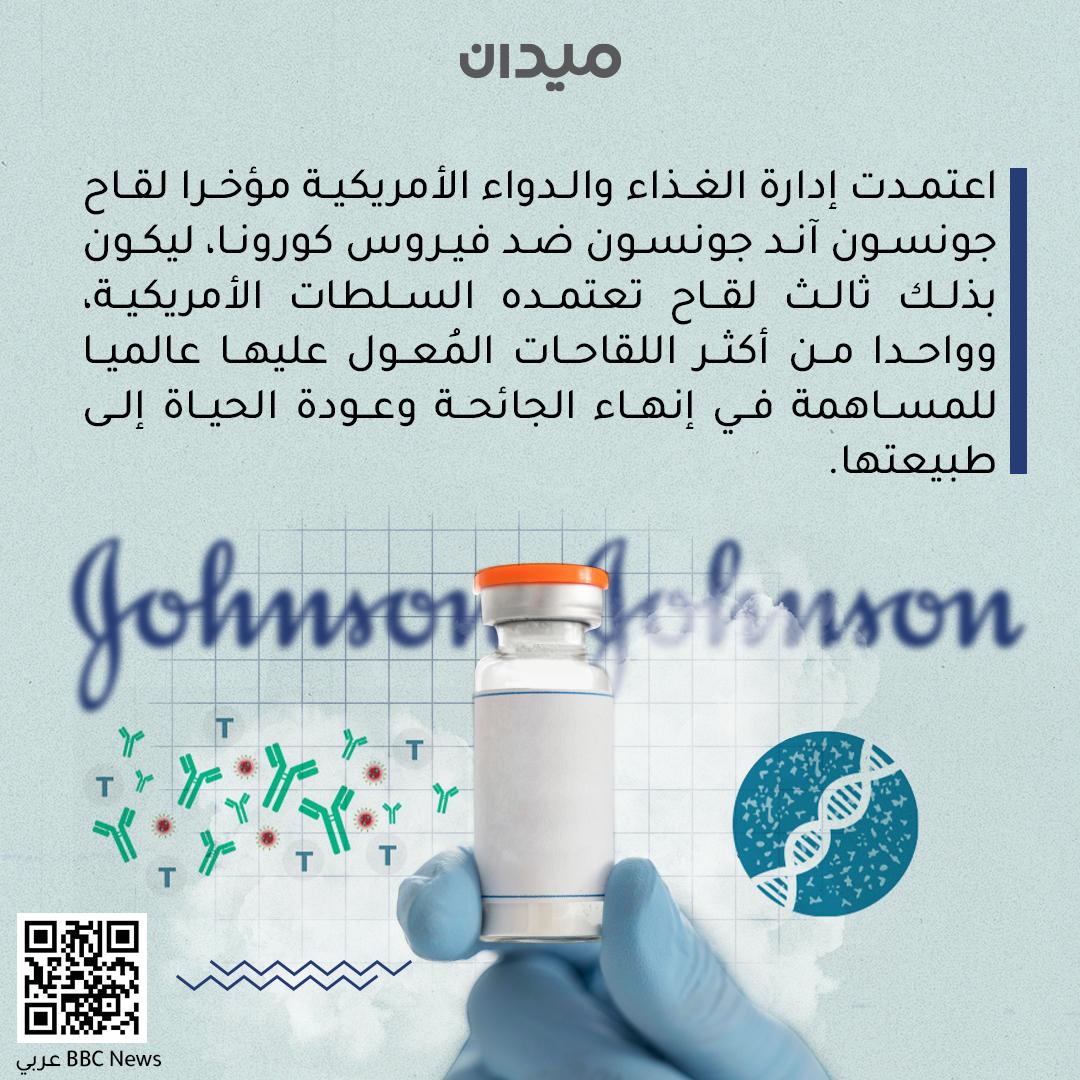 ميدان
اعتمدت إدارة الغذاء والدواء الأمريكية مؤخرا لقاح
جونسون آند جونسون ضد فيروس كورونا، ليكون
بذلك ثالث لقاح تعتمده السلطات الأمريكية،
وواحدا من أكثر اللقاحات المُعول عليها عالميا
للمساهمة في إنهاء الجائحة وعودة الحياة إلى
طبيعتها.
Johnson Johnson
T
T
T
T
T
T
BBC News عربي